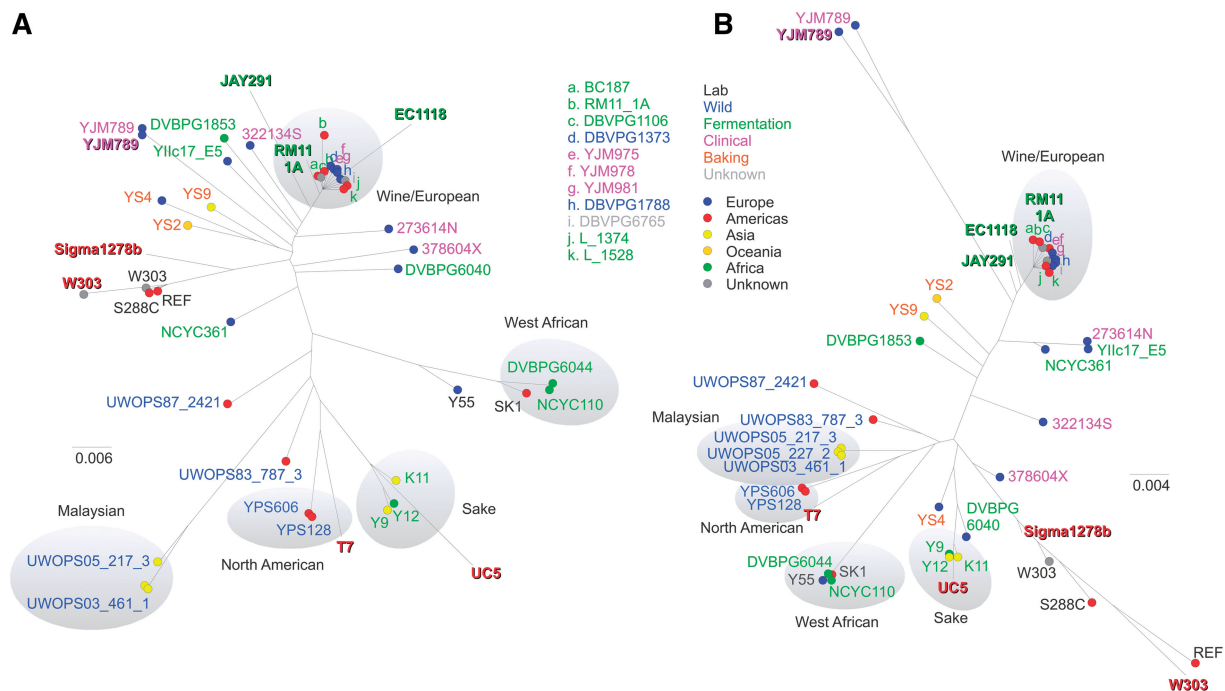 A
JAY291
YJM789
YJM789
DVBPG1853
YIIc17_E5
322134S
EC1118
RM11
1A
b
a
c
b
d
e
f
g
h
i
j
k
Wine/European
YS4
YS9
YS2
Sigma1278b
W303
W303
S288C
REF
NCYC361
273614N
378604X
DVBPG6040
West African
DVBPG6044
NCYC110
SK1
Y55
UWOPS87_2421
0.006
UWOPS83_787_3
YPS606
YPS128
North American
T7
K11
Y12
Y9
Sake
UC5
Malaysian
UWOPS05_217_3
UWOPS03_461_1
a. BC187
b. RM11_1A
c. DBVPG1106
d. DBVPG1373
e. YJM975
f. YJM978
g. YJM981
h. DBVPG1788
i. DBVPG6765
j. L_1374
k. L_1528
Lab
Wild
Fermentation
Clinical
Baking
Unknown
Europe
Americas
Asia
Oceania
Africa
Unknown
B
YJM789
YJM789
Wine/European
RM11
1A
EC1118
JAY291
abc
d
ef
g
h
i
j
k
YS2
YS9
DVBPG1853
273614N
YIIc17_E5
NCYC361
UWOPS87_2421
UWOPS83_787_3
322134S
Malaysian
UWOPS05_217_3
UWOPS05_227_2
UWOPS03_461_1
YPS606
YPS128
North American
T7
378604X
0.004
YS4
DVBPG
6040
Sigma1278b
DVBPG6044
Y55
SK1
NCYC110
West African
Y9
Y12
K11
UC5
Sake
W303
S288C
REF
W303